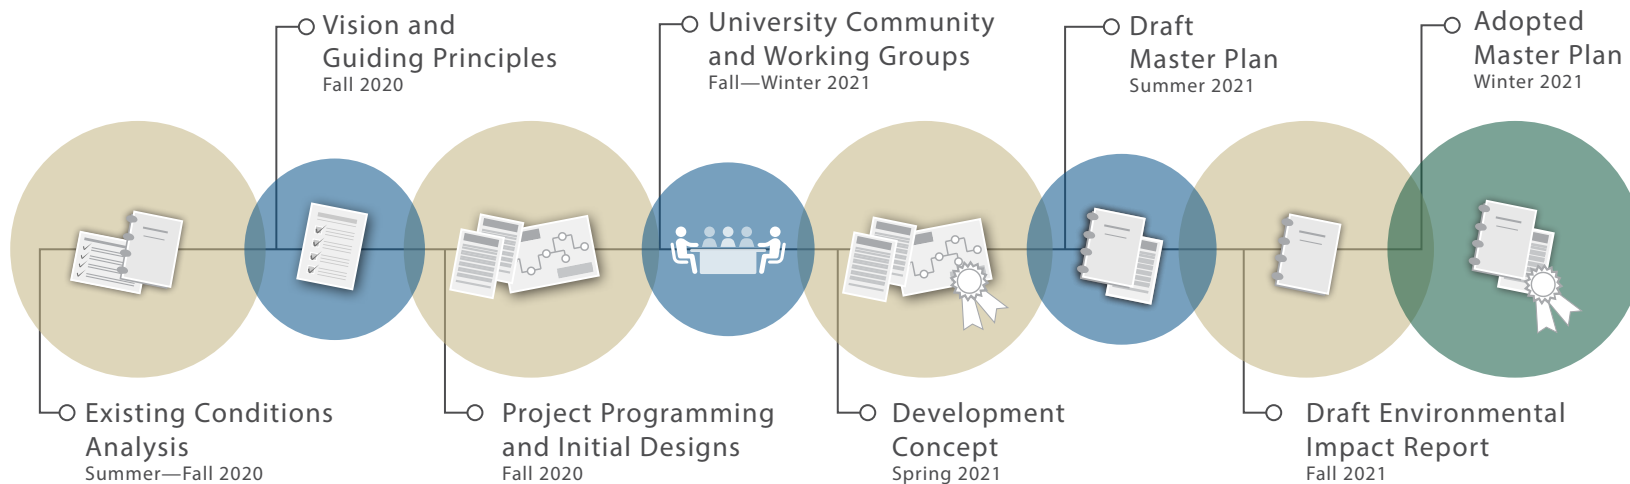 Vision and
Guiding Principles
Fall 2020
University Community
and Working Groups
Fall—Winter 2021
Draft
Master Plan
Summer 2021
Adopted
Master Plan
Winter 2021
Existing Conditions
Analysis
Summer—Fall 2020
Project Programming
and Initial Designs
Fall 2020
Development
Concept
Spring 2021
Draft Environmental
Impact Report
Fall 2021